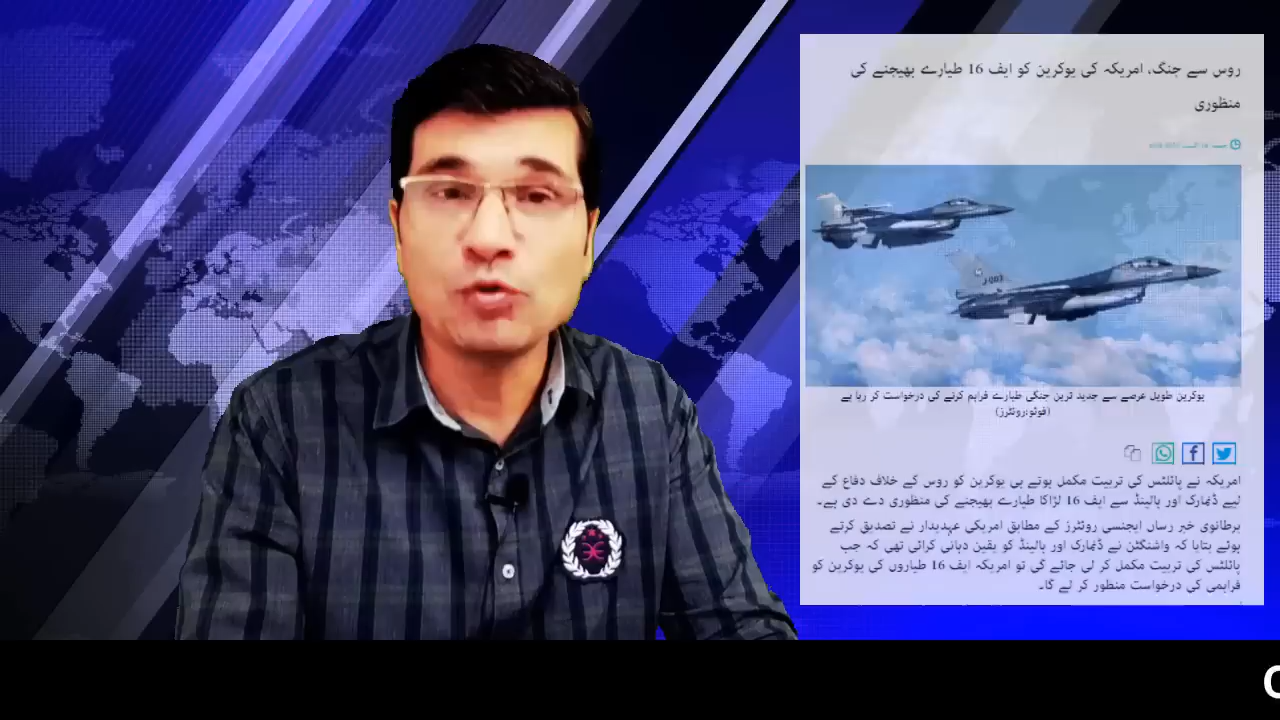 روس سے جنگ، امریکہ کی یوکرین کو ایف 16 طیارے بھیجنے کی
منظوری
J-003
یوکرین طویل عرصے سے جدید ترین جنگی طیارے فراہم کرنے کی درخواست کر رہا ہے
(فوٹو:روئٹرز)
امریکہ نے پائلٹس کی تربیت مکمل ہوتے ہی یوکرین کو روس کے خلاف دفاع کے
لیے ڈنمارک اور ہالینڈ سے ایف 16 لڑاکا طیارے بھیجنے کی منظوری دے دی ہے۔
برطانوی خبر رساں ایجنسی روئٹرز کے مطابق امریکی عہدیدار نے تصدیق کرتے
ہوئے بتایا کہ واشنگٹن نے ڈنمارک اور ہالینڈ کو یقین دہانی کرائی تھی کہ جب
پائلٹس کی تربیت مکمل کر لی جائے گی تو امریکہ ایف 16 طیاروں کی یوکرین کو
فراہمی کی درخواست منظور کر لے گا۔